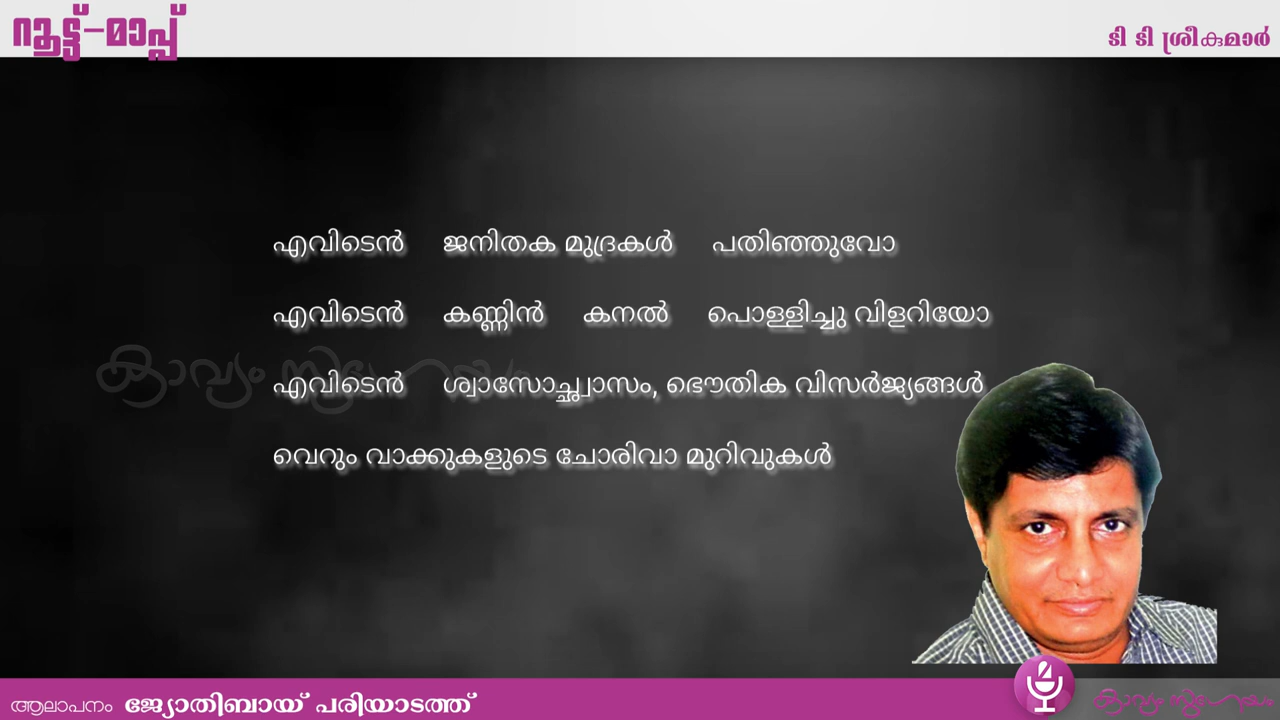 റൂട്ട്-മാപ്പ്
ടി ടി ശ്രീകുമാർ
എവിടെൻ ജനിതക മുദ്രകൾ പതിഞ്ഞുവോ
എവിടെൻ കണ്ണിൻ കനൽ പൊള്ളിച്ചു വിളറിയോ
എവിടെൻ ശ്വാസോച്ഛ്വാസം, ഭൌതിക വിസർജ്യങ്ങൾ
വെറും വാക്കുകളുടെ ചോരിവാ മുറിവുകൾ
കാവ്യം സുഗേയം
ആലാപനം ജ്യോതിബായ് പരിയാടത്ത്
കാവ്യം സുഗേയം